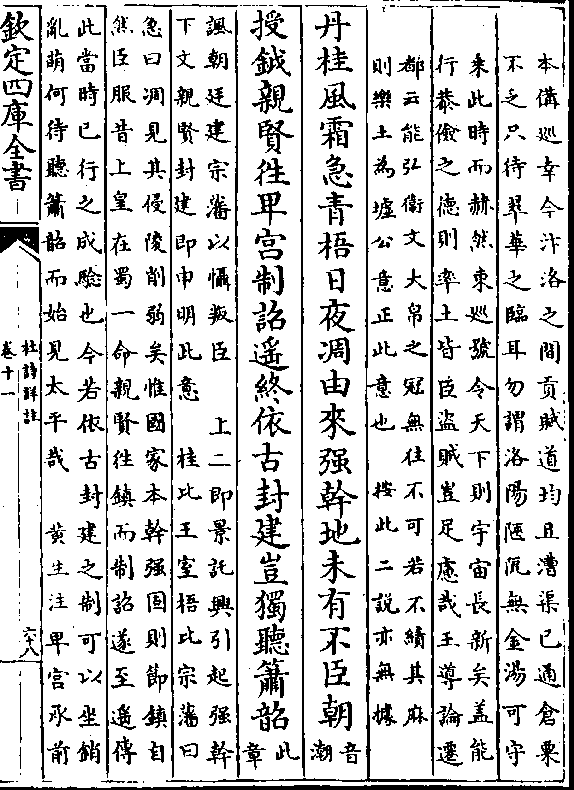 本備巡幸今汴洛之間貢賦道均且漕渠已通倉粟
不乏只待翠華之臨耳勿謂洛陽陋阨無金湯可守
來此時而赫然東巡號令天下則宇宙長新矣蓋能
行恭儉之德則率土皆臣盜賊豈足慮哉王導論遷
都云能弘衛文大帛之冠無往不可若不績其麻
則樂土為墟公意正此意也　按此二說亦無據
丹桂風霜急青梧日夜凋由來强幹地未有不臣朝音潮
授鉞親賢往卑宮制詔遥終依古封建豈獨聽簫韶此章
諷朝廷建宗藩以懾叛臣　上二即景託興引起强幹
下文親賢封建即申明此意　桂比王室梧比宗藩曰
急曰凋見其侵陵削弱矣惟國家本幹强固則節鎮自
然臣服昔上皇在蜀一命親賢往鎮而制詔遂至遥傳
此當時已行之成驗也今若依古封建之制可以坐銷
亂萌何待聽簫韶而始見太平哉　黄生注卑宮承前
欽定四庫全書
杜詩詳註
卷十一
六十八